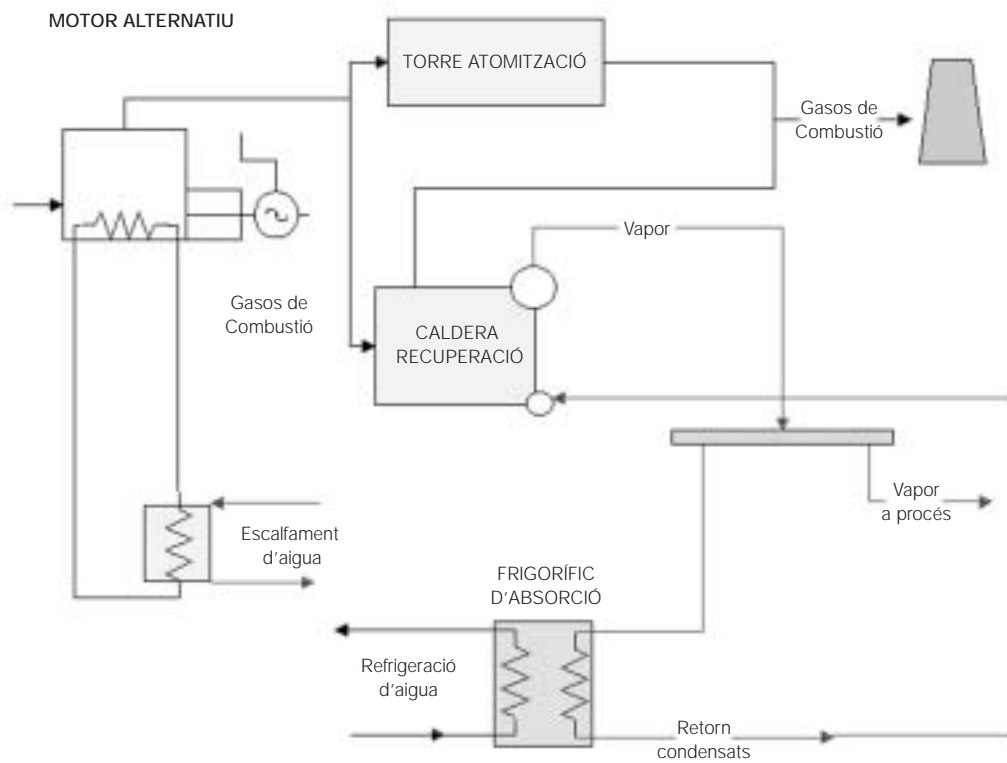 MOTOR ALTERNATIU
TORRE ATOMITZACIÓ
Gasos de
Combustió
Vapor
Gasos de
Combustió
CALDERA
RECUPERACIÓ
Vapor
a procés
Escalfament
d'aigua
FRIGORÍFIC
D'ABSORCIÓ
Refrigeració
d'aigua
Retorn
condensats